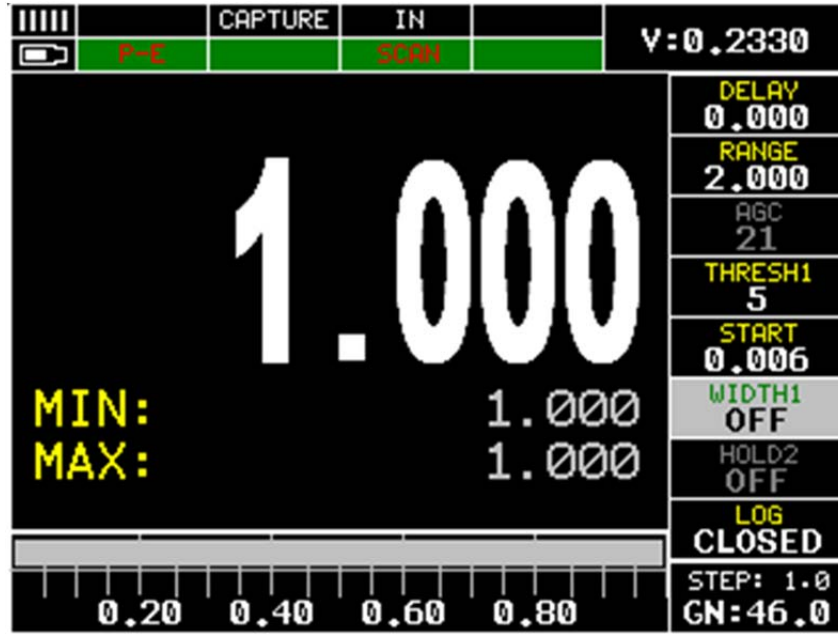 CAPTURE IN
P-E SCAN
V:0.2330
DELAY
0.000
RANGE
2.000
AGC
21
THRESH1
5
START
0.006
WIDTH1
OFF
HOLD2
OFF
LOG
CLOSED
STEP: 1.0
GN:46.0
1.000
MIN: 1.000
MAX: 1.000
0.20 0.40 0.60 0.80